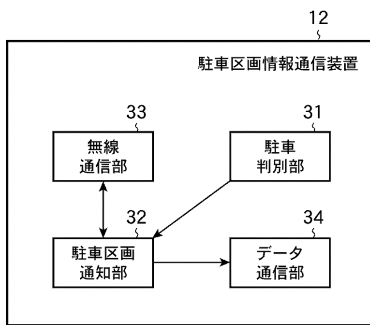 12
駐車区画情報通信装置
33
無線
通信部
31
駐車
判別部
32
駐車区画
通知部
34
データ
通信部